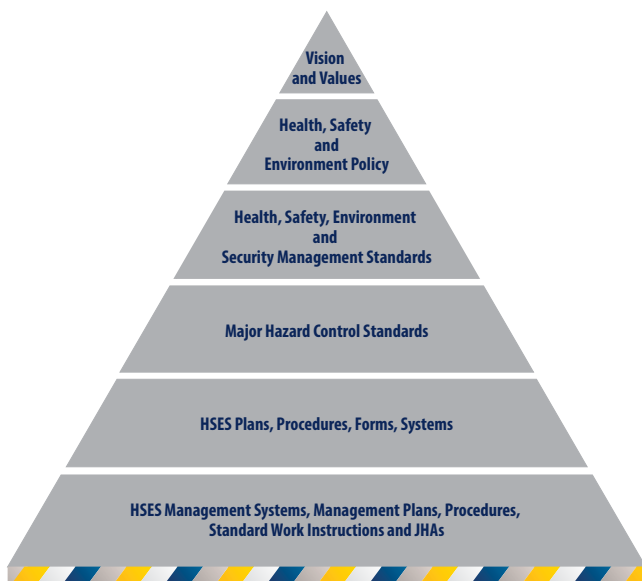 Vision
and Values
Health, Safety
and
Environment Policy
Health, Safety, Environment
and
Security Management Standards
Major Hazard Control Standards
HSES Plans, Procedures, Forms, Systems
HSES Management Systems, Management Plans, Procedures,
Standard Work Instructions and JHAs